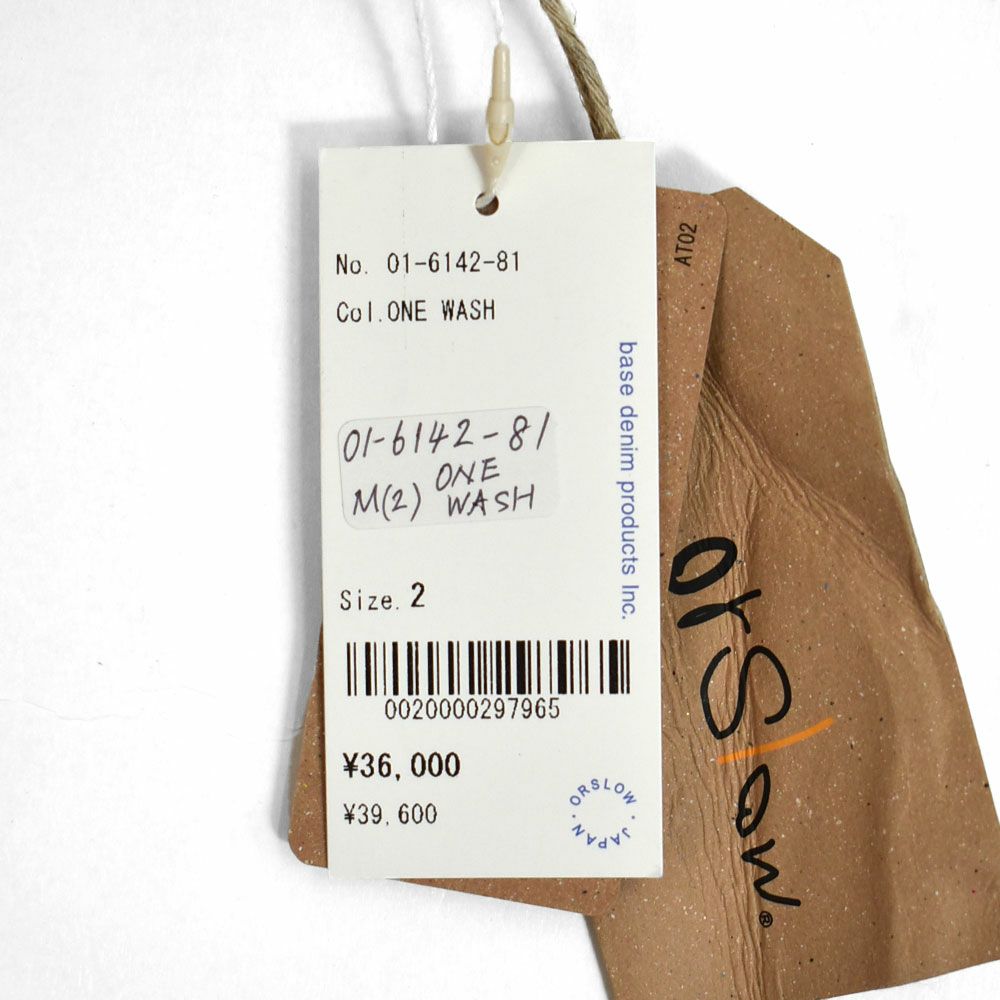 No. 01-6142-81
Col.ONE WASH
01-6142-81
M(2) ONE WASH
Size. 2
0020000297965
¥36,000
¥39,600
base denim products Inc.
ORSLOW · JAPAN ·
AT02
orSlow®